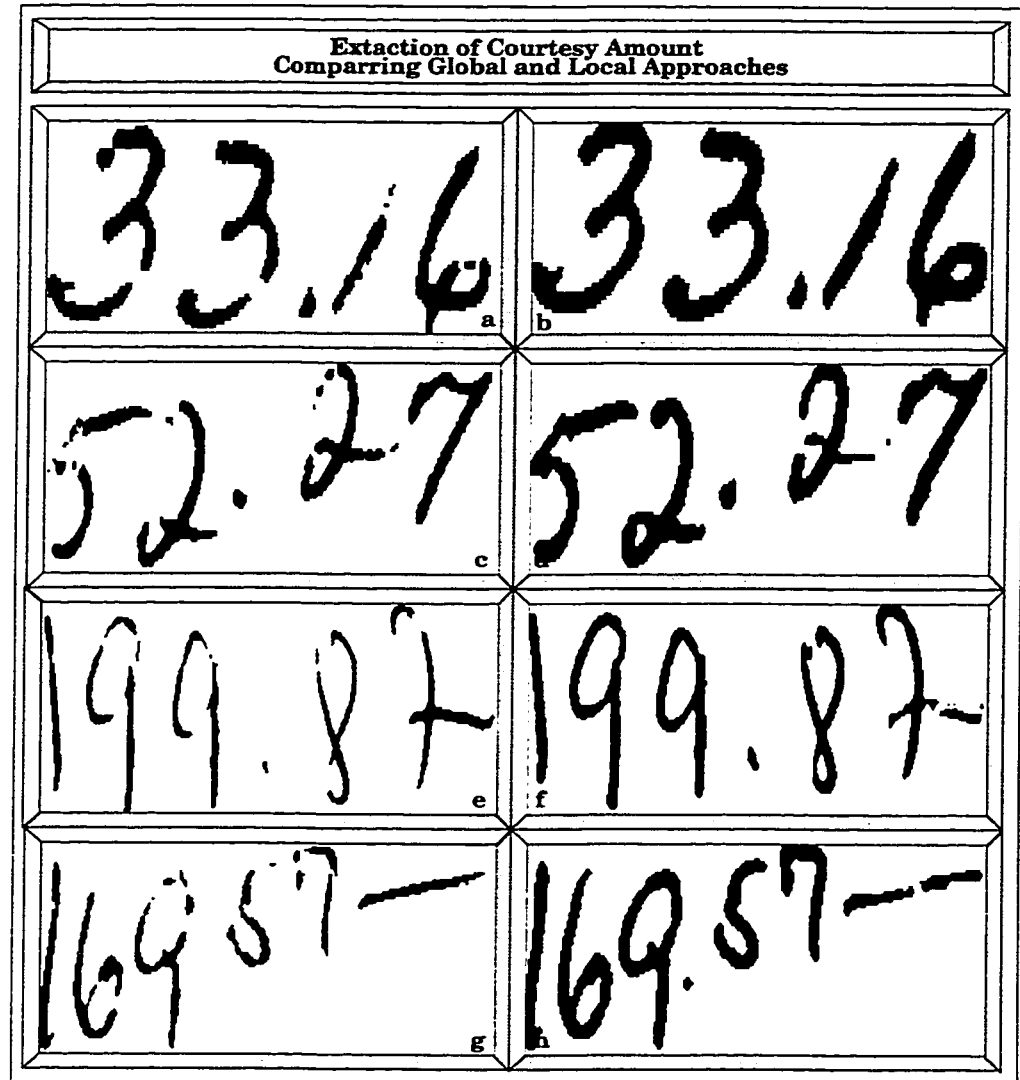 Extaction of Courtesy Amount
Comparring Global and Local Approaches
33.16
a
33.16
b
52.27
c
52.27
d
199.87
e
199.87
f
169 57 —
g
169.57 —
h